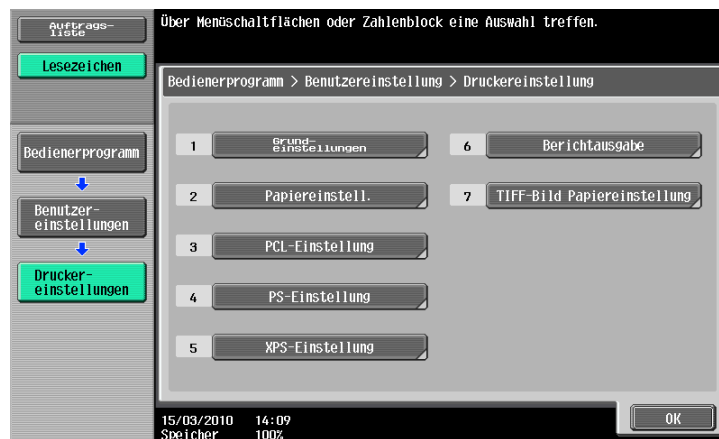 Auftrags-
liste
Lesezeichen
Über Menüschaltflächen oder Zahlenblock eine Auswahl treffen.
Bedienerprogramm > Benutzereinstellung > Druckereinstellung
Bedienerprogramm
Benutzer-
einstellungen
Drucker-
einstellungen
1 Grund-
einstellungen
2 Papiereinstell.
3 PCL-Einstellung
4 PS-Einstellung
5 XPS-Einstellung
6 Berichtausgabe
7 TIFF-Bild Papiereinstellung
15/03/2010 14:09
Speicher 100%
OK